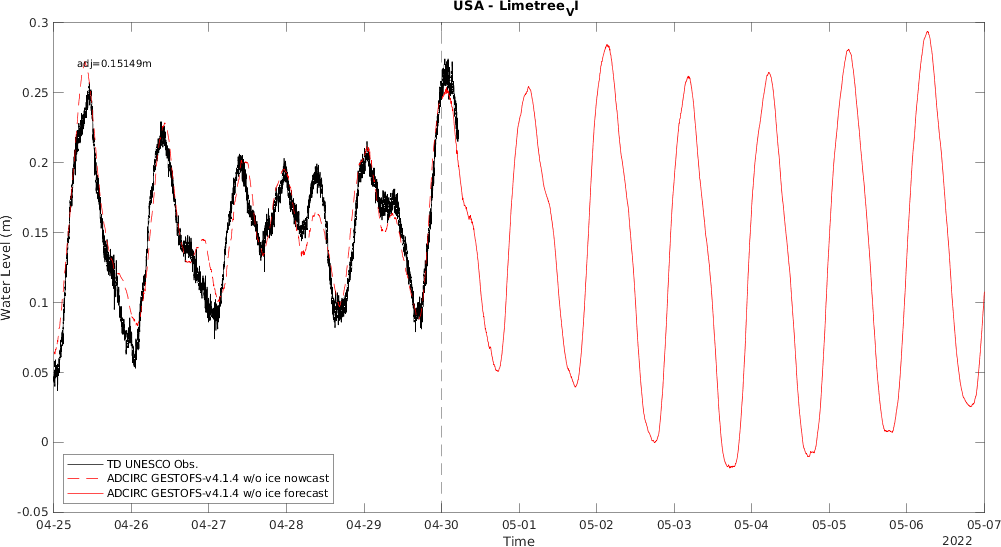 USA - Limetree_VI
adj=0.15149m
0.3
0.25
0.2
0.15
0.1
0.05
0
-0.05
Water Level (m)
TD UNESCO Obs.
ADCIRC GESTOFS-v4.1.4 w/o ice nowcast
ADCIRC GESTOFS-v4.1.4 w/o ice forecast
04-25 04-26 04-27 04-28 04-29 04-30 05-01 05-02 05-03 05-04 05-05 05-06 05-07
Time
2022